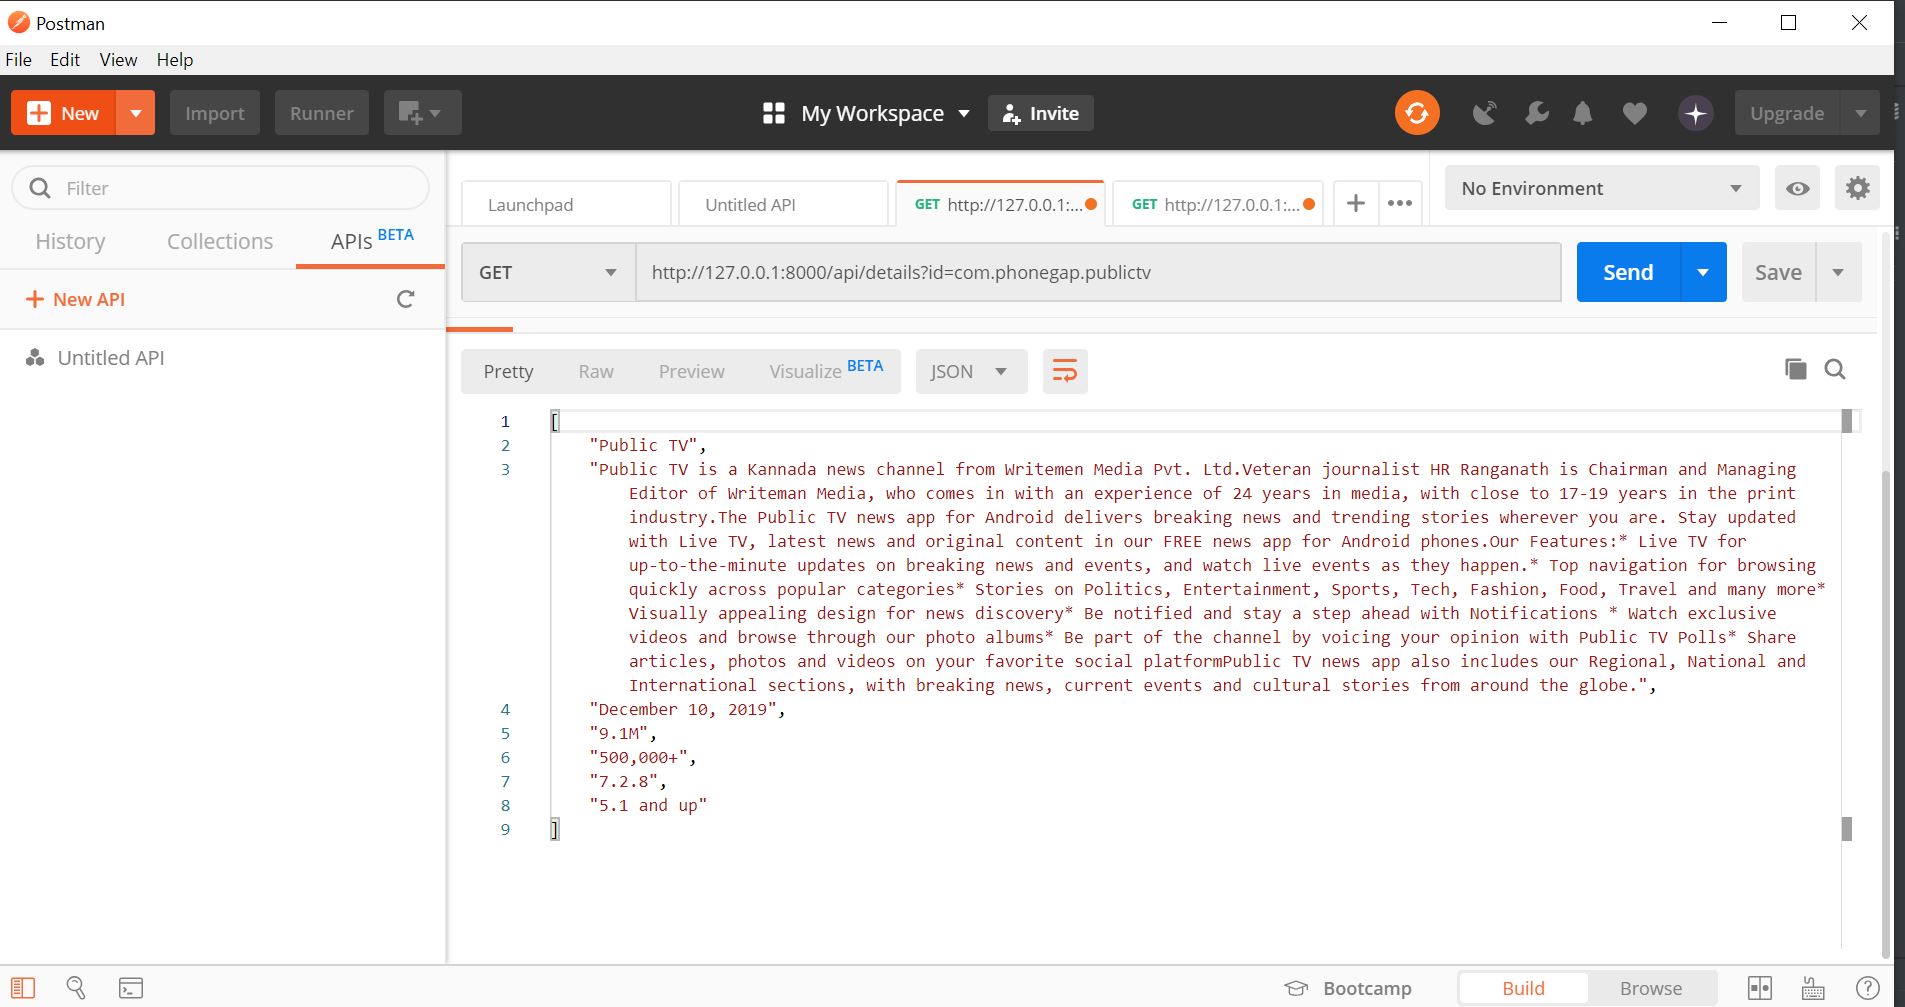 Postman
File Edit View Help
New Import Runner My Workspace Invite Upgrade
Filter
History Collections APIs BETA
New API
Untitled API
Launchpad Untitled API GET http://127.0.0.1:... GET http://127.0.0.1:... + ••• No Environment
GET http://127.0.0.1:8000/api/details?id=com.phonegap.publictv Send Save
Pretty Raw Preview Visualize BETA JSON
1 [
2 "Public TV",
3 "Public TV is a Kannada news channel from Writemen Media Pvt. Ltd.Veteran journalist HR Ranganath is Chairman and Managing
Editor of Writeman Media, who comes in with an experience of 24 years in media, with close to 17-19 years in the print
industry.The Public TV news app for Android delivers breaking news and trending stories wherever you are. Stay updated
with Live TV, latest news and original content in our FREE news app for Android phones.Our Features:* Live TV for
up-to-the-minute updates on breaking news and events, and watch live events as they happen.* Top navigation for browsing
quickly across popular categories* Stories on Politics, Entertainment, Sports, Tech, Fashion, Food, Travel and many more*
Visually appealing design for news discovery* Be notified and stay a step ahead with Notifications * Watch exclusive
videos and browse through our photo albums* Be part of the channel by voicing your opinion with Public TV Polls* Share
articles, photos and videos on your favorite social platformPublic TV news app also includes our Regional, National and
International sections, with breaking news, current events and cultural stories from around the globe.",
4 "December 10, 2019",
5 "9.1M",
6 "500,000+",
7 "7.2.8",
8 "5.1 and up"
9 ]
Bootcamp Build Browse ?